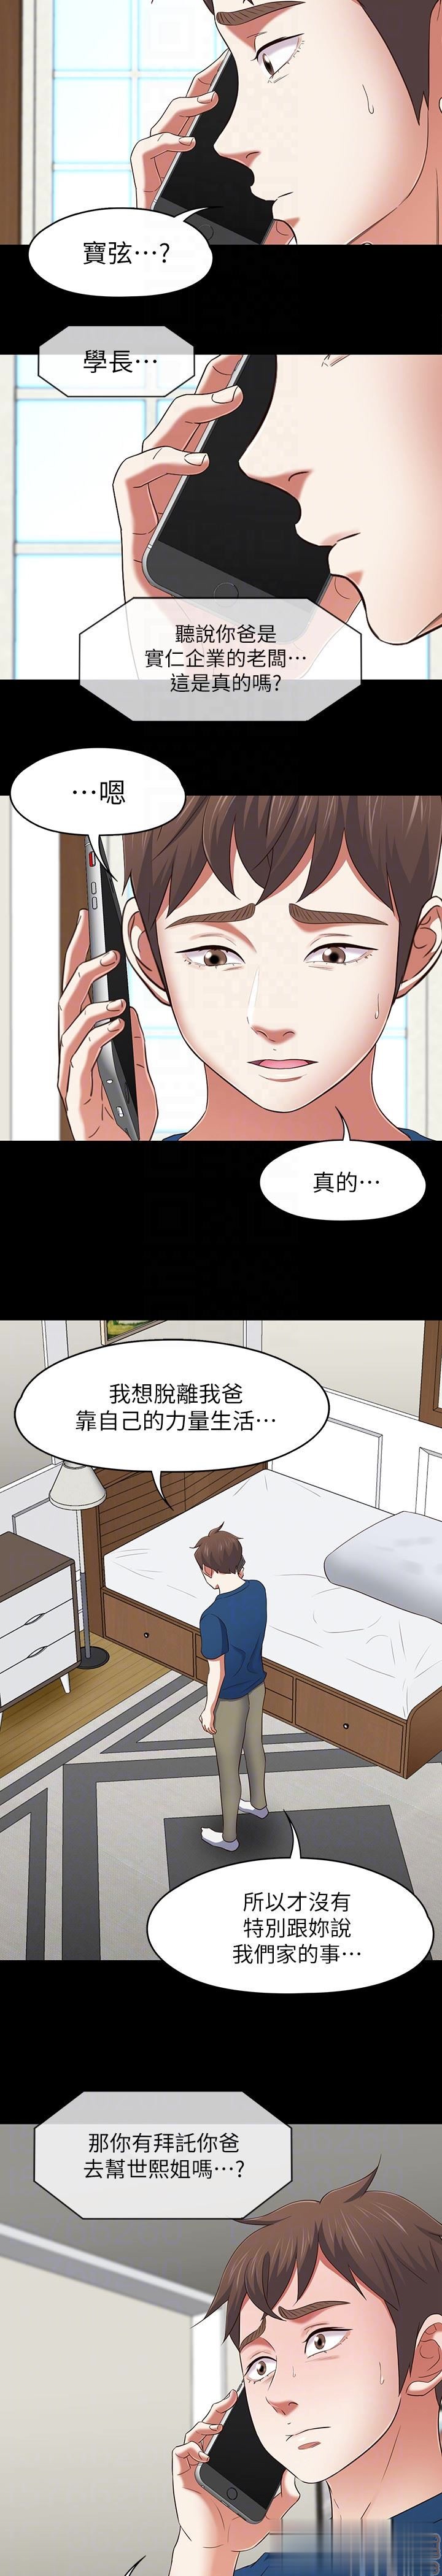 寶弦…?
學長…
聽說你爸是
實仁企業的老闆…
這是真的嗎?
…嗯
真的…
我想脫離我爸
靠自己的力量生活…
所以才沒有
特別跟妳說
我們家的事…
那你有拜託你爸
去幫世熙姐嗎…?